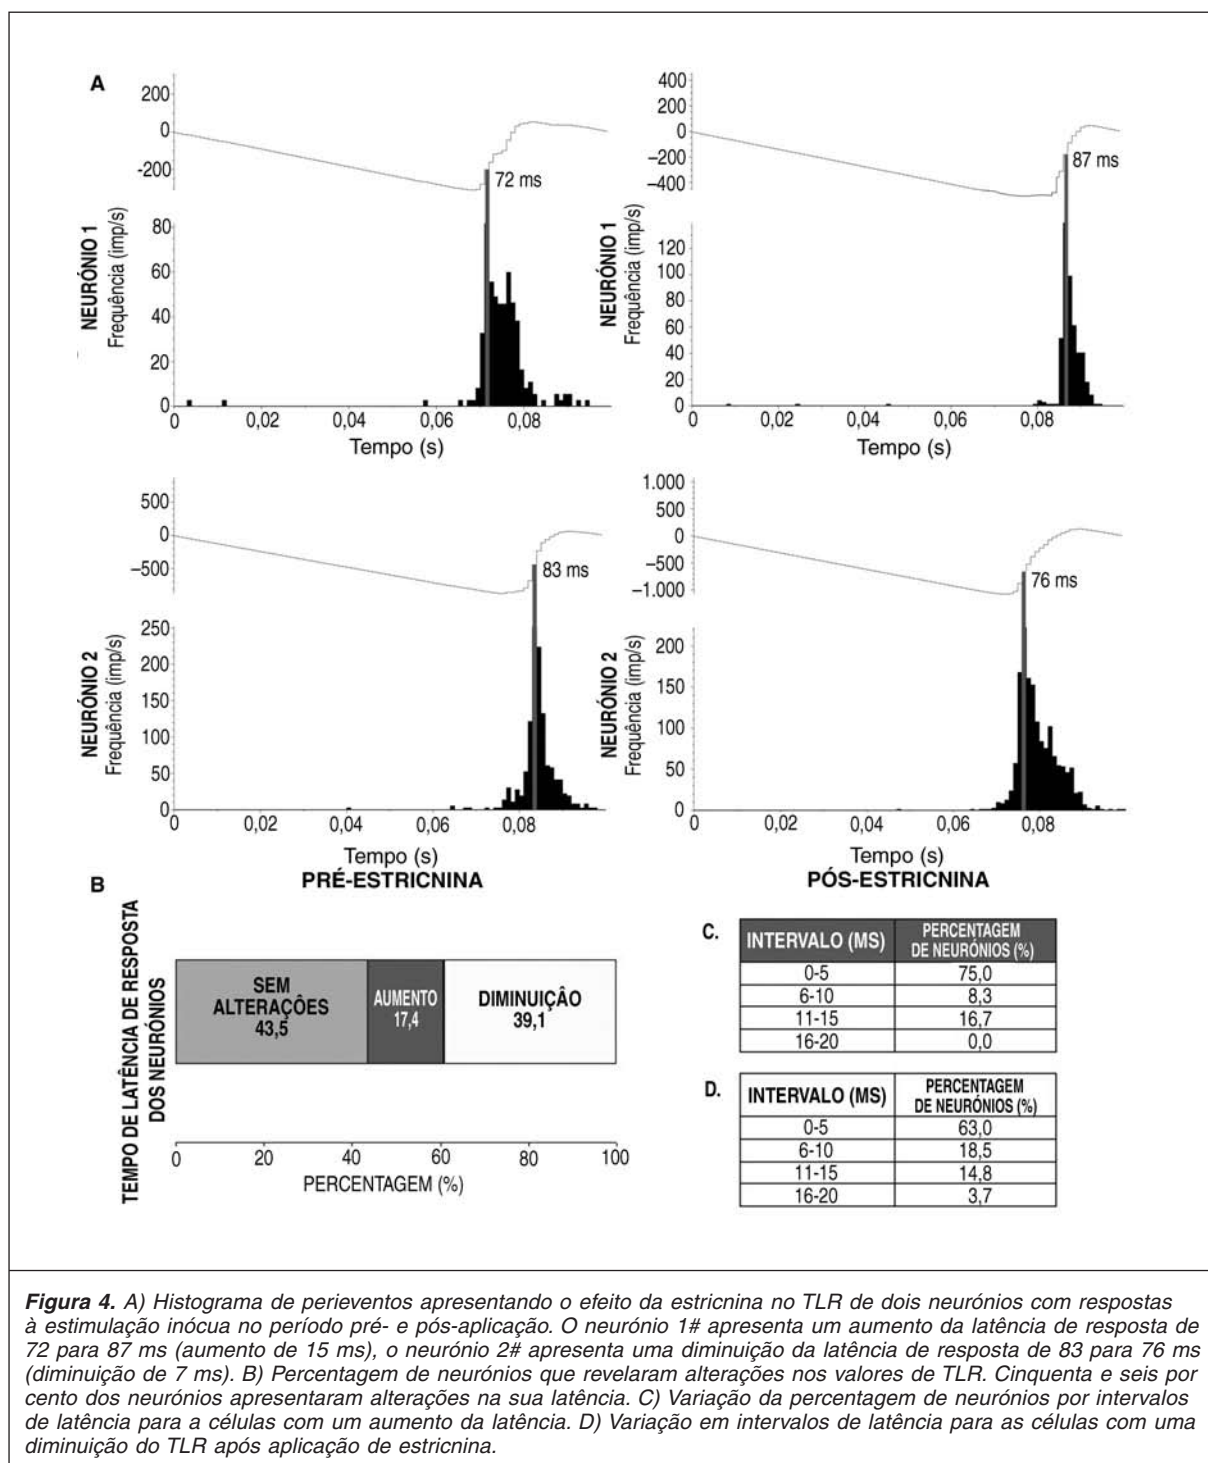 A
200
0
-200
72 ms
80
60
40
20
0
NEURÓNIO 1
Frequência (imp/s)
0
0,02
0,04
0,06
0,08
Tempo (s)
400
200
0
−200
−400
87 ms
120
100
80
60
40
20
0
NEURÓNIO 1
Frequência (imp/s)
0
0,02
0,04
0,06
0,08
Tempo (s)
500
0
−500
83 ms
250
200
150
100
50
0
NEURÓNIO 2
Frequência (imp/s)
0
0,02
0,04
0,06
0,08
Tempo (s)
PRÉ-ESTRICNINA
1.000
500
0
−500
−1.000
76 ms
200
150
100
50
0
NEURÓNIO 2
Frequência (imp/s)
0
0,02
0,04
0,06
0,08
Tempo (s)
PÓS-ESTRICNINA
B
TEMPO DE LATÊNCIA DE RESPOSTA
DOS NEURÓNIOS
SEM
ALTERAÇÕES
43,5
AUMENTO
17,4
DIMINUIÇÂO
39,1
0
20
40
60
80
100
PERCENTAGEM (%)
C.
INTERVALO (MS)
PERCENTAGEM
DE NEURÓNIOS (%)
0-5 75,0
6-10 8,3
11-15 16,7
16-20 0,0
D.
INTERVALO (MS)
PERCENTAGEM
DE NEURÓNIOS (%)
0-5 63,0
6-10 18,5
11-15 14,8
16-20 3,7
Figura 4. A) Histograma de perieventos apresentando o efeito da estricnina no TLR de dois neurónios com respostas
à estimulação inócua no período pré- e pós-aplicação. O neurónio 1# apresenta um aumento da latência de resposta de
72 para 87 ms (aumento de 15 ms), o neurónio 2# apresenta uma diminuição da latência de resposta de 83 para 76 ms
(diminuição de 7 ms). B) Percentagem de neurónios que revelaram alterações nos valores de TLR. Cinquenta e seis por
cento dos neurónios apresentaram alterações na sua latência. C) Variação da percentagem de neurónios por intervalos
de latência para a células com um aumento da latência. D) Variação em intervalos de latência para as células com uma
diminuição do TLR após aplicação de estricnina.